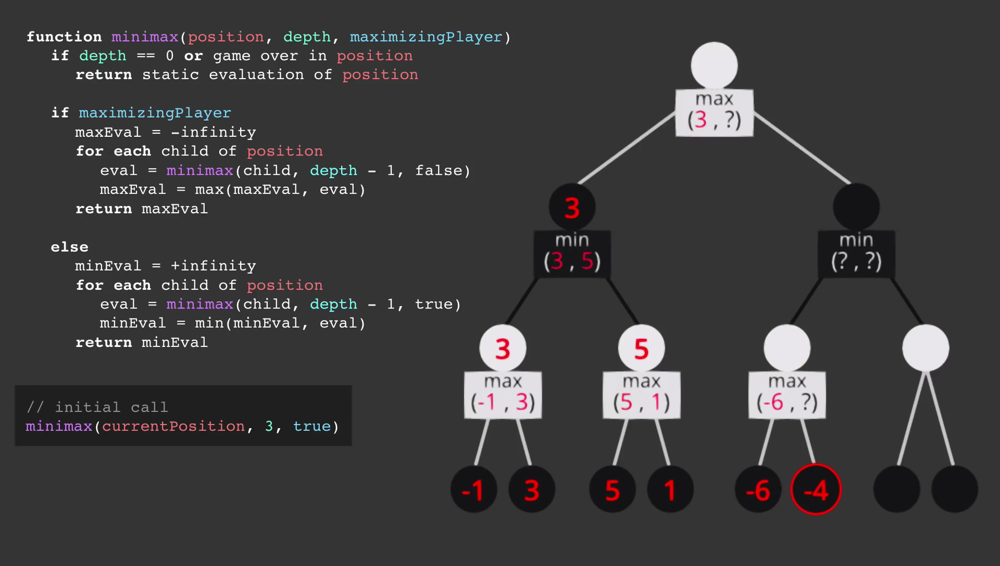 function minimax(position, depth, maximizingPlayer)
if depth == 0 or game over in position
return static evaluation of position
if maximizingPlayer
maxEval = -infinity
for each child of position
eval = minimax(child, depth - 1, false)
maxEval = max(maxEval, eval)
return maxEval
else
minEval = +infinity
for each child of position
eval = minimax(child, depth - 1, true)
minEval = min(minEval, eval)
return minEval
// initial call
minimax(currentPosition, 3, true)
max
(3 , ?)
3
min
(3 , 5)
min
(? , ?)
3
max
(-1 , 3)
5
max
(5 , 1)
max
(-6 , ?)
-1
3
5
1
-6
-4